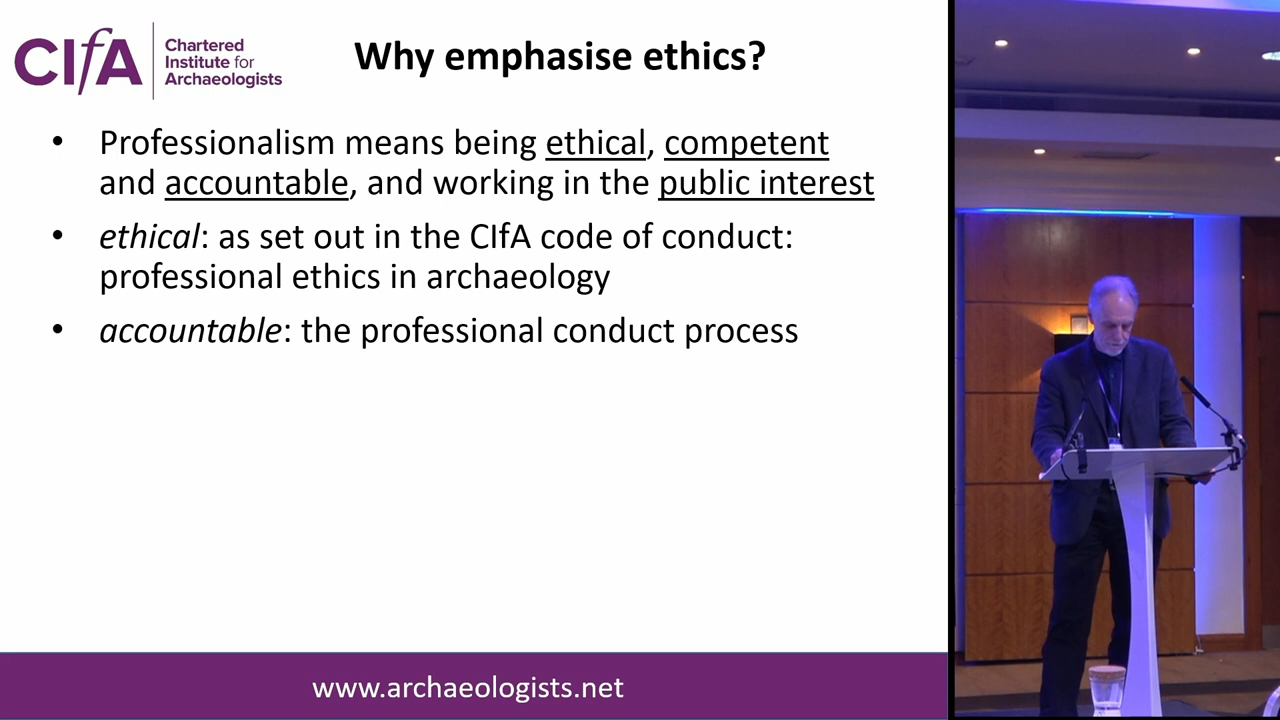 CIfA
Chartered
Institute for
Archaeologists
Why emphasise ethics?
• Professionalism means being ethical, competent
and accountable, and working in the public interest
• ethical: as set out in the CIfA code of conduct:
professional ethics in archaeology
• accountable: the professional conduct process
www.archaeologists.net